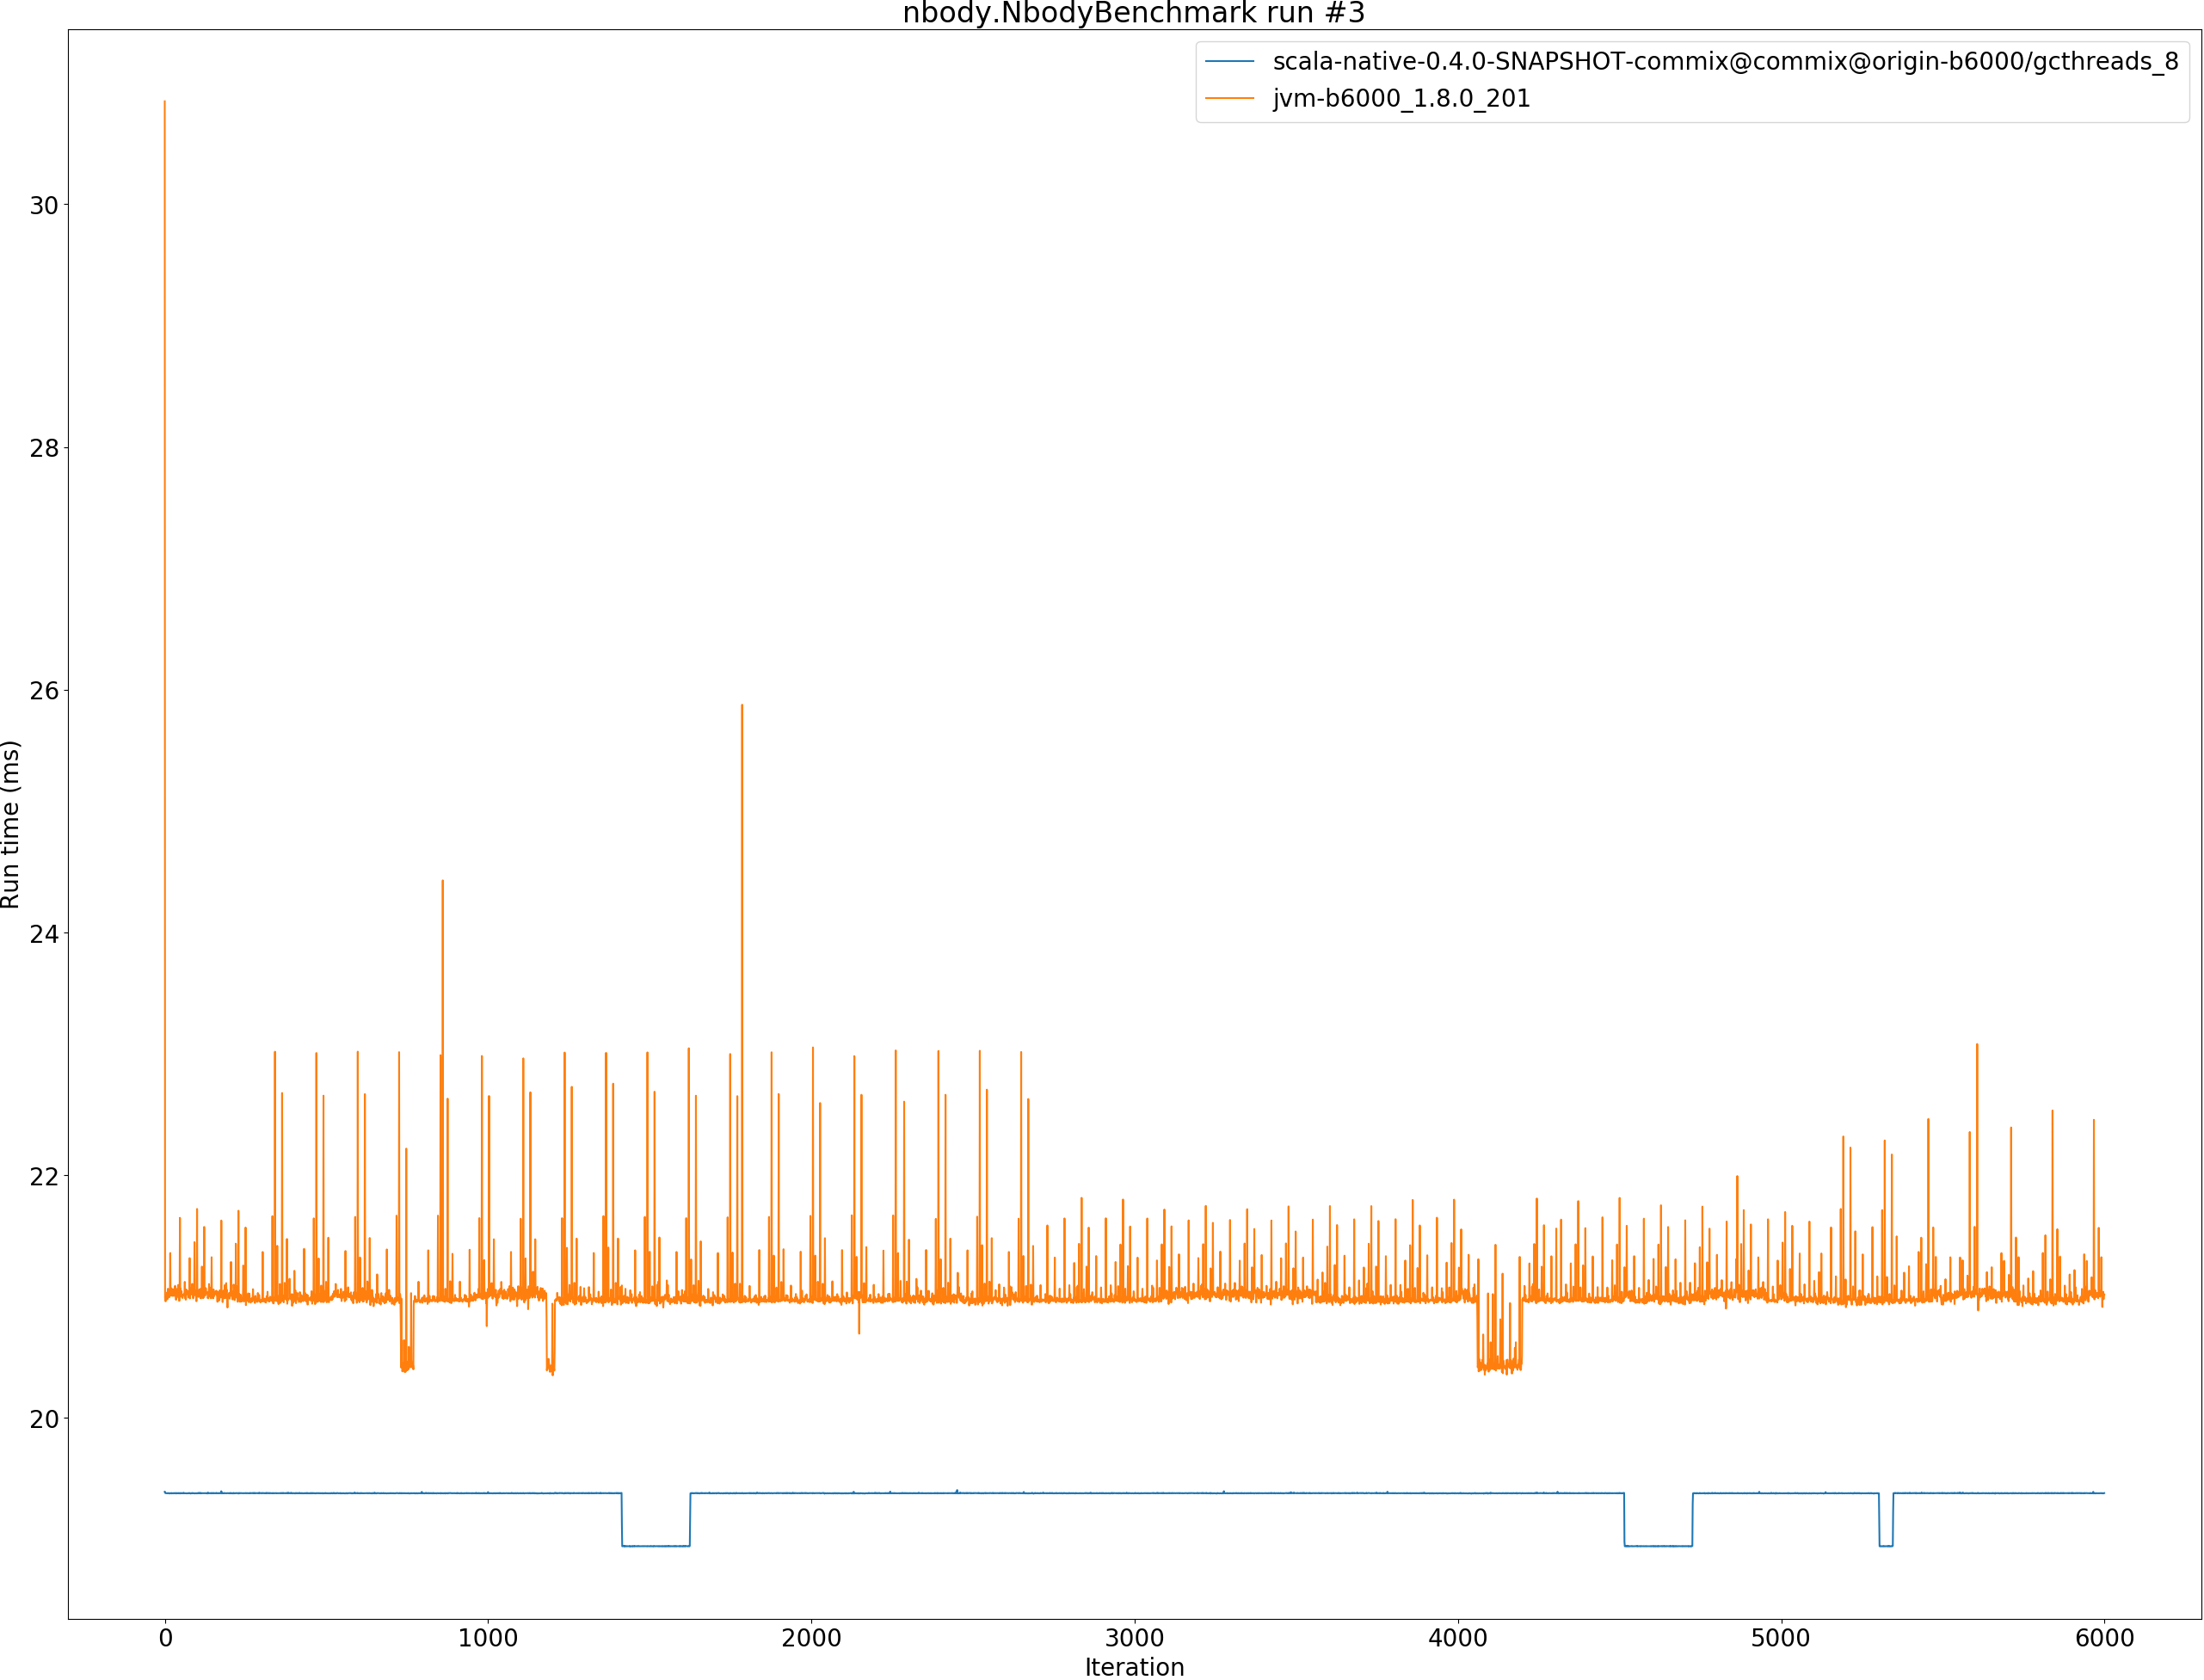 nbody.NbodyBenchmark run #3
scala-native-0.4.0-SNAPSHOT-commix@commix@origin-b6000/gcthreads_8
jvm-b6000_1.8.0_201
Run time (ms)
30
28
26
24
22
20
0 1000 2000 3000 4000 5000 6000
Iteration